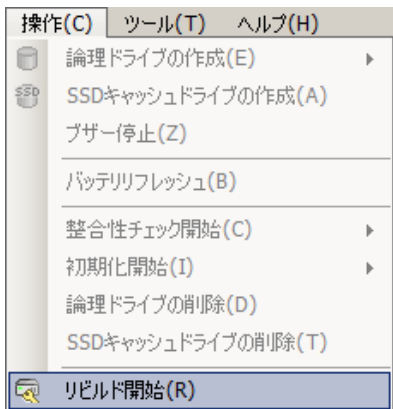 操作(C) ツール(T) ヘルプ(H)
論理ドライブの作成(E)
SSDキャッシュドライブの作成(A)
ブザー停止(Z)
バッテリリフレッシュ(B)
整合性チェック開始(C)
初期化開始(I)
論理ドライブの削除(D)
SSDキャッシュドライブの削除(T)
リビルド開始(R)